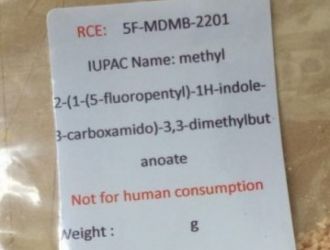 RCE: 5F-MDMB-2201
IUPAC Name: methyl
2-(1-(5-fluoropentyl)-1H-indole-
3-carboxamido)-3,3-dimethylbut
anoate
Not for human consumption
Weight : g